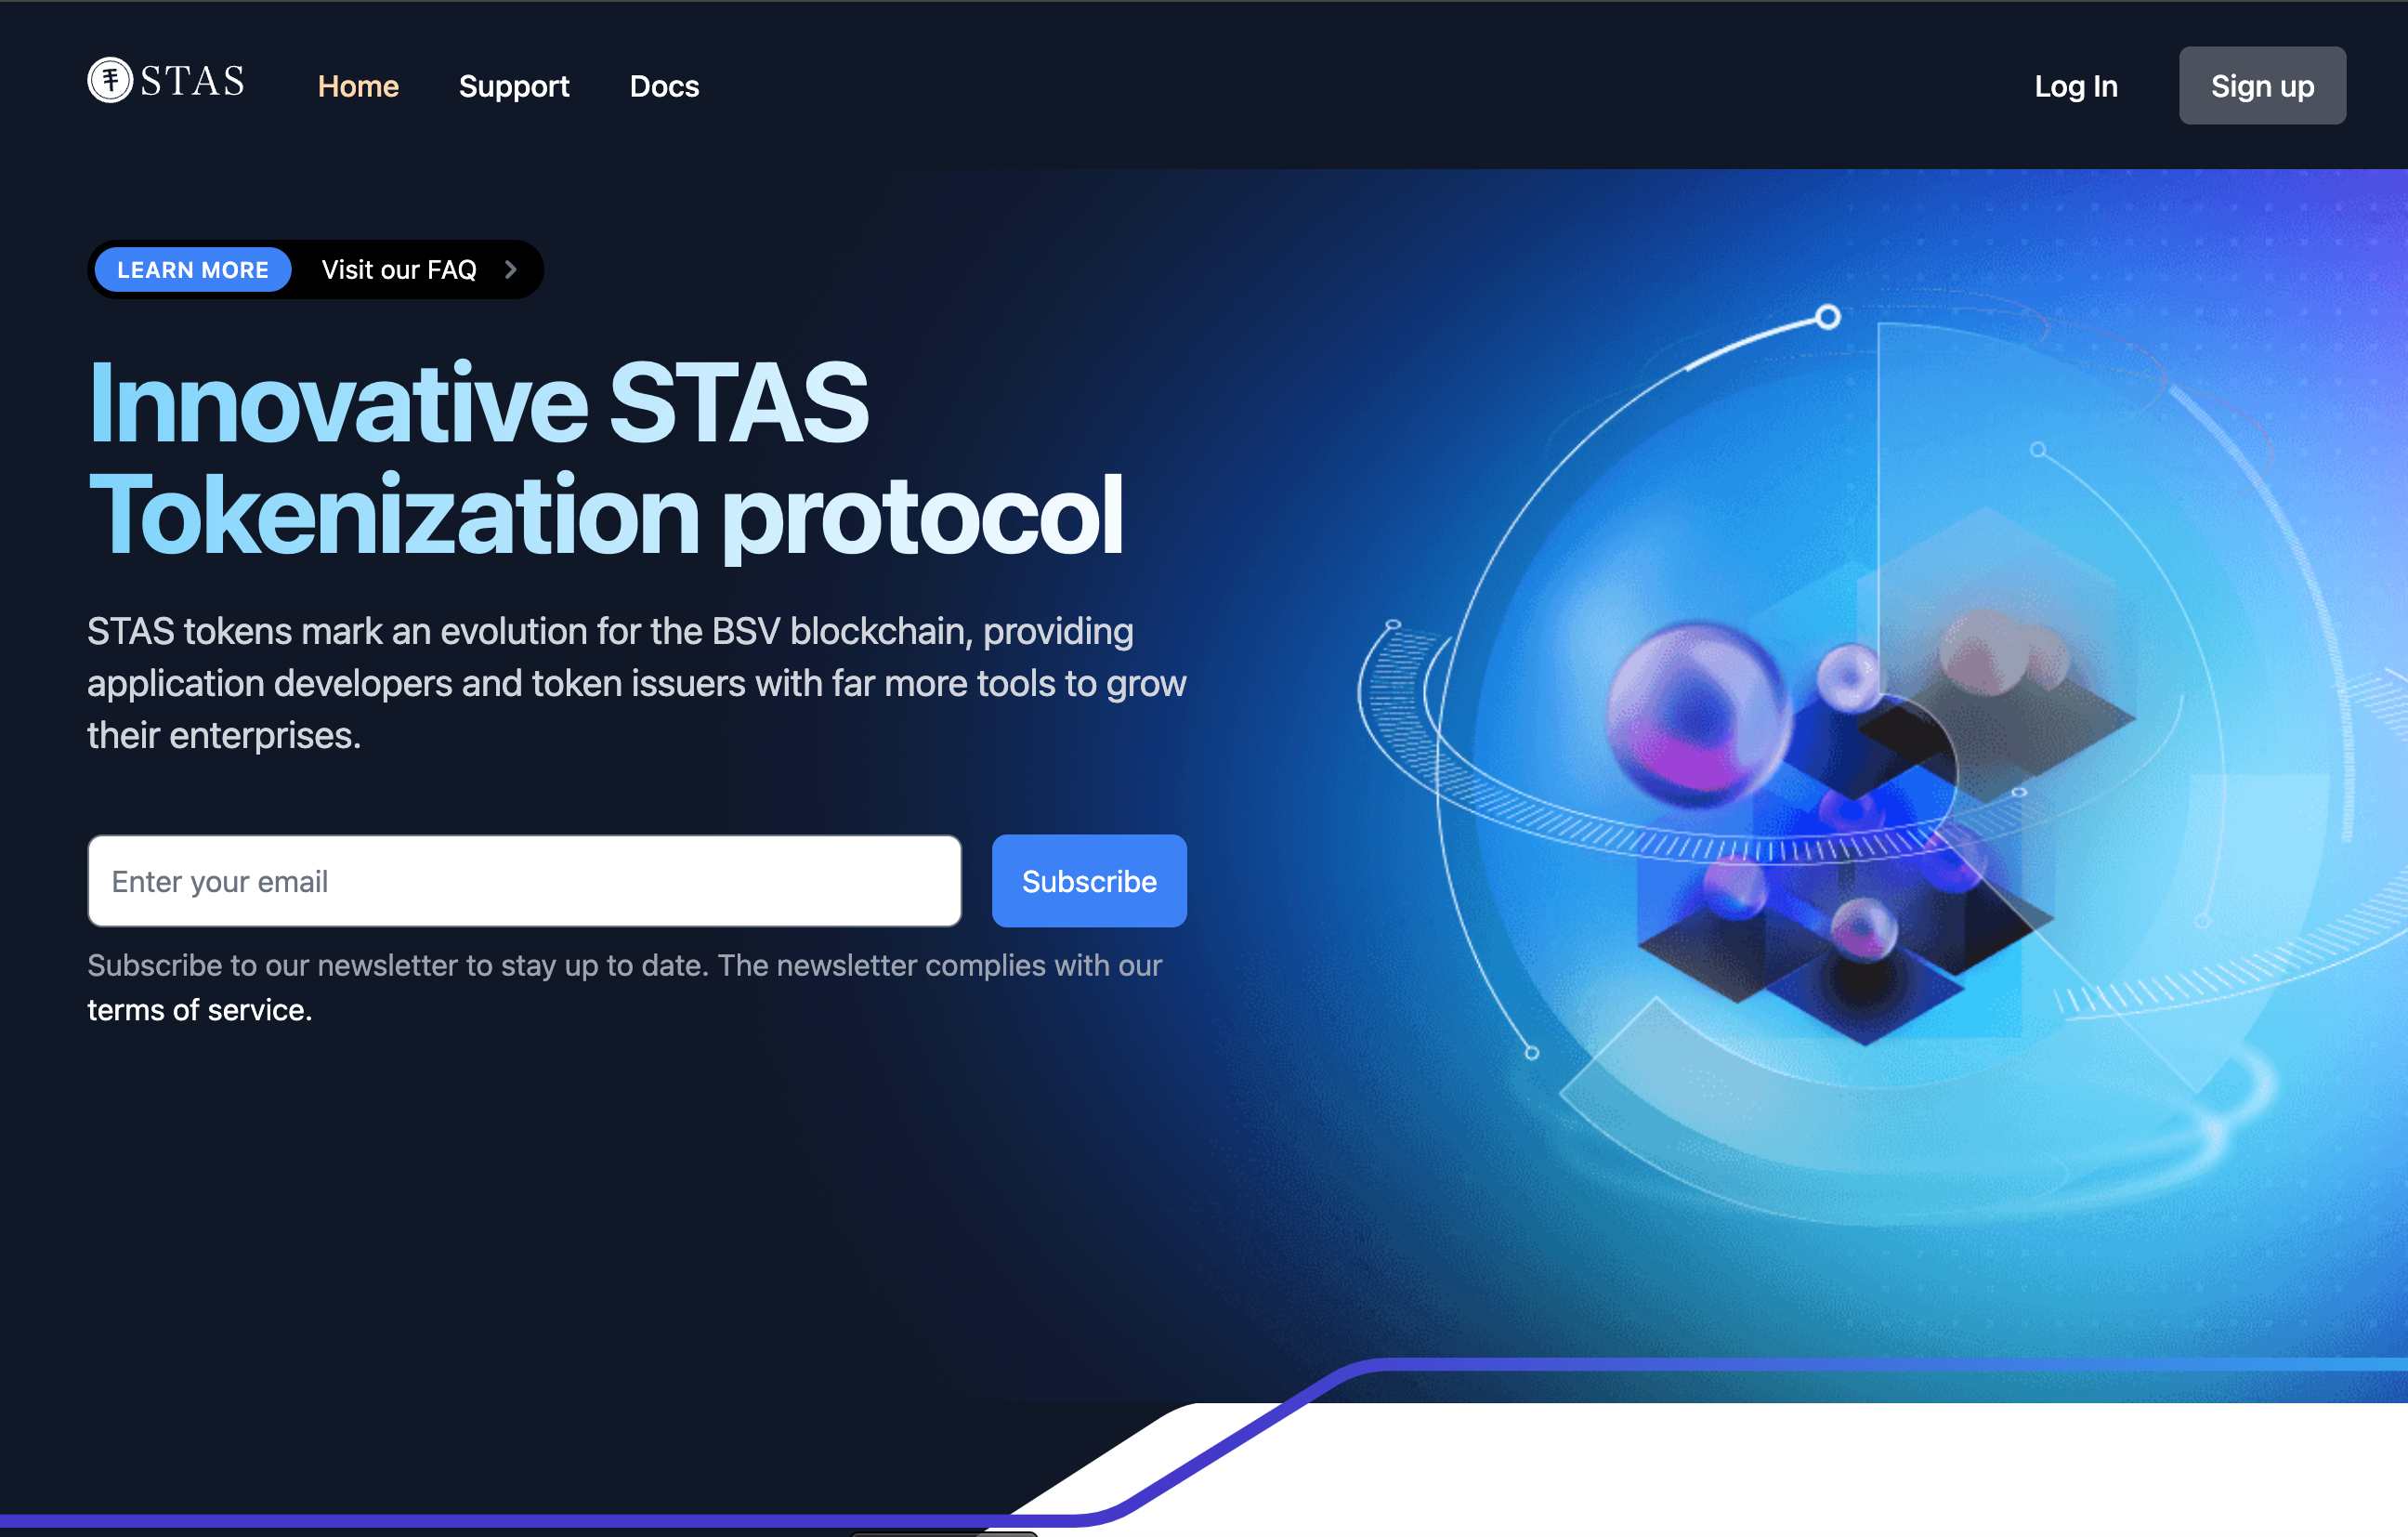 STAS
Home
Support
Docs
Log In
Sign up
LEARN MORE
Visit our FAQ
Innovative STAS
Tokenization protocol
STAS tokens mark an evolution for the BSV blockchain, providing
application developers and token issuers with far more tools to grow
their enterprises.
Enter your email
Subscribe
Subscribe to our newsletter to stay up to date. The newsletter complies with our
terms of service.